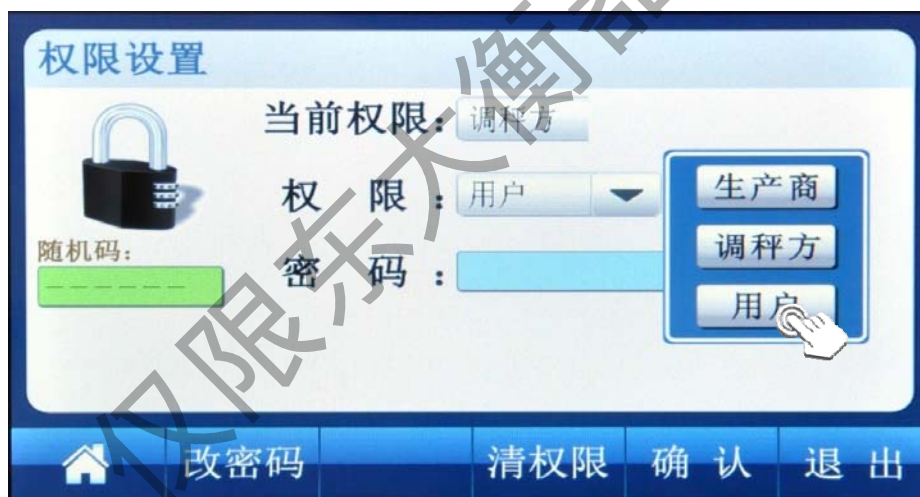 权限设置
当前权限：调秤方
权 限：用户
生产商
调秤方
用户
随机码：
------
密 码：
改密码 清权限 确 认 退 出
仅限东大衡器